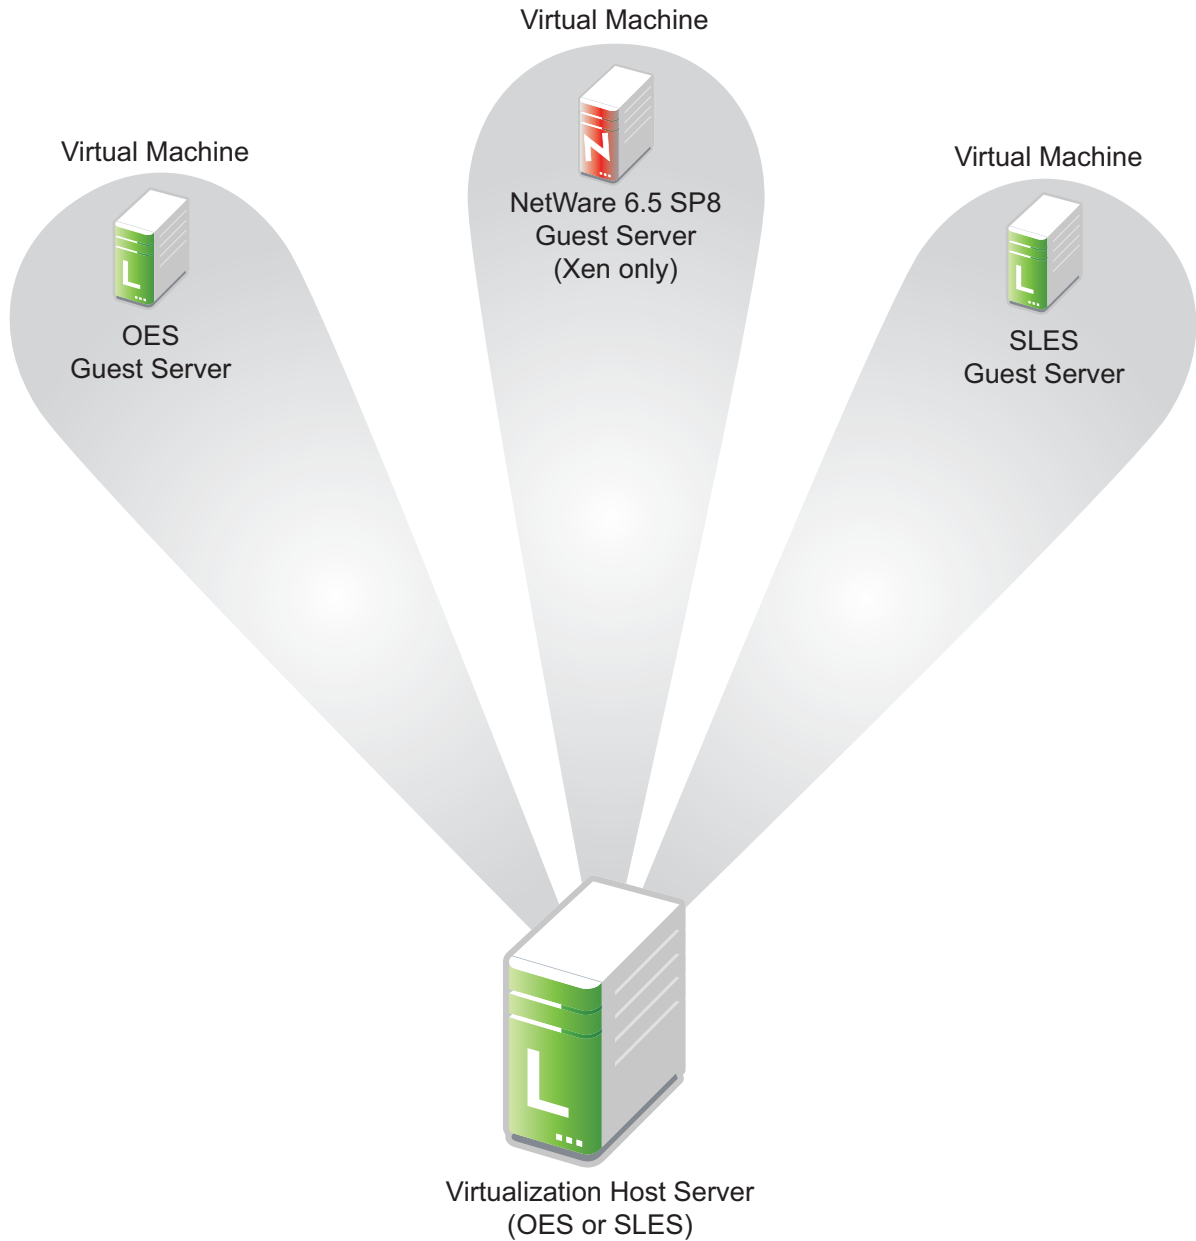 Virtual Machine
N
NetWare 6.5 SP8
Guest Server
(Xen only)
Virtual Machine
L
OES
Guest Server
Virtual Machine
L
SLES
Guest Server
L
Virtualization Host Server
(OES or SLES)